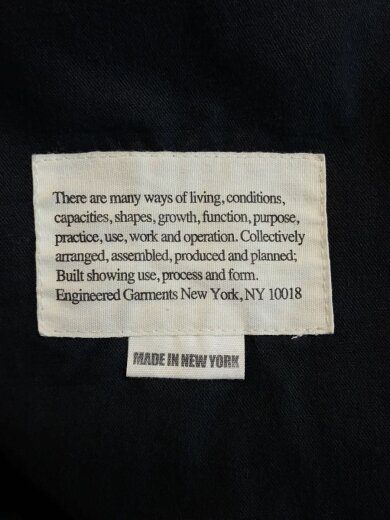 There are many ways of living, conditions,
capacities, shapes, growth, function, purpose,
practice, use, work and operation. Collectively
arranged, assembled, produced and planned;
Built showing use, process and form.
Engineered Garments New York, NY 10018
MADE IN NEW YORK